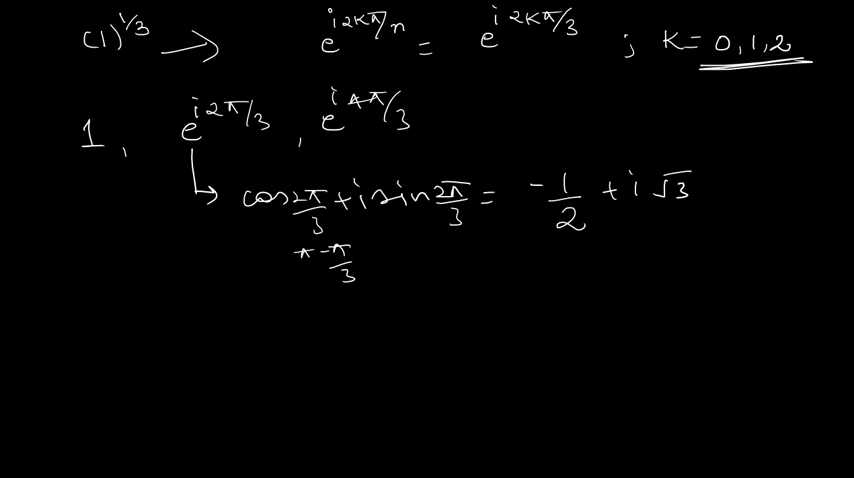 (1)^{1/3} → e^{i2Kπ/n} = e^{i2Kπ/3} ; K = 0,1,2
1, e^{i2π/3}, e^{i4π/3}
↳ cos 2π/3 + i sin 2π/3 = -1/2 + i √3
π - π/3